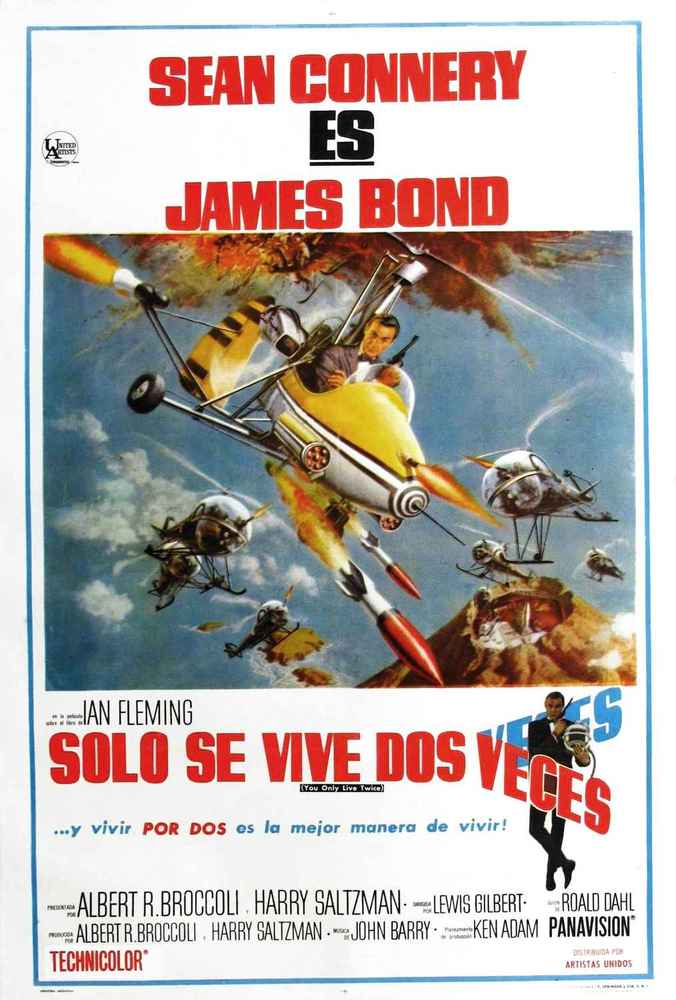 SEAN CONNERY
ES
JAMES BOND
UNITED ARTISTS
en la película
sobre el libro de IAN FLEMING
SOLO SE VIVE DOS VECES VECES
(You Only Live Twice)
...y vivir POR DOS es la mejor manera de vivir!
PRESENTADA POR ALBERT R. BROCCOLI Y HARRY SALTZMAN· DIRIGIDA POR LEWIS GILBERT· GUION DE ROALD DAHL
PRODUCIDA POR ALBERT R. BROCCOLI Y HARRY SALTZMAN· MUSICA DE JOHN BARRY· Planeamiento de producción KEN ADAM PANAVISION®
TECHNICOLOR®
DISTRIBUIDA POR
ARTISTAS UNIDOS